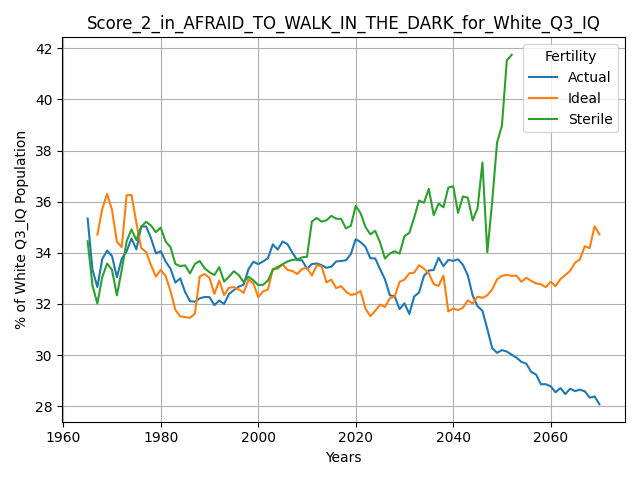 Score_2_in_AFRAID_TO_WALK_IN_THE_DARK_for_White_Q3_IQ
Fertility
Actual
Ideal
Sterile
% of White Q3_IQ Population
42
40
38
36
34
32
30
28
1960 1980 2000 2020 2040 2060
Years